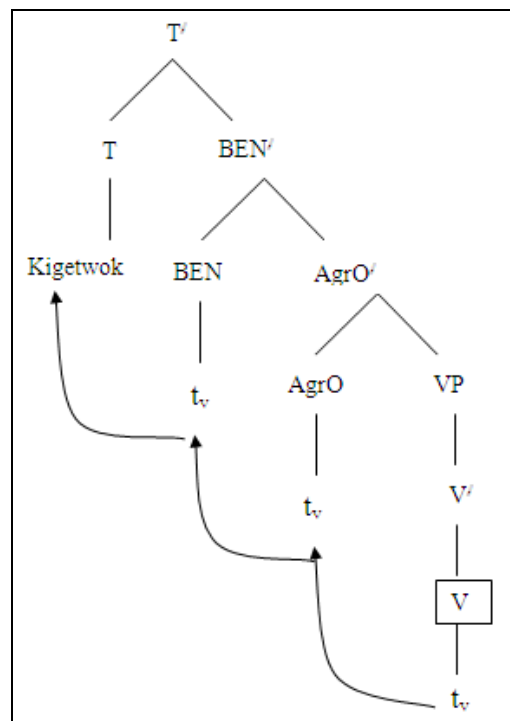 T′
T BEN′
Kigetwok BEN AgrO′
tv AgrO VP
tv V′
V
tv